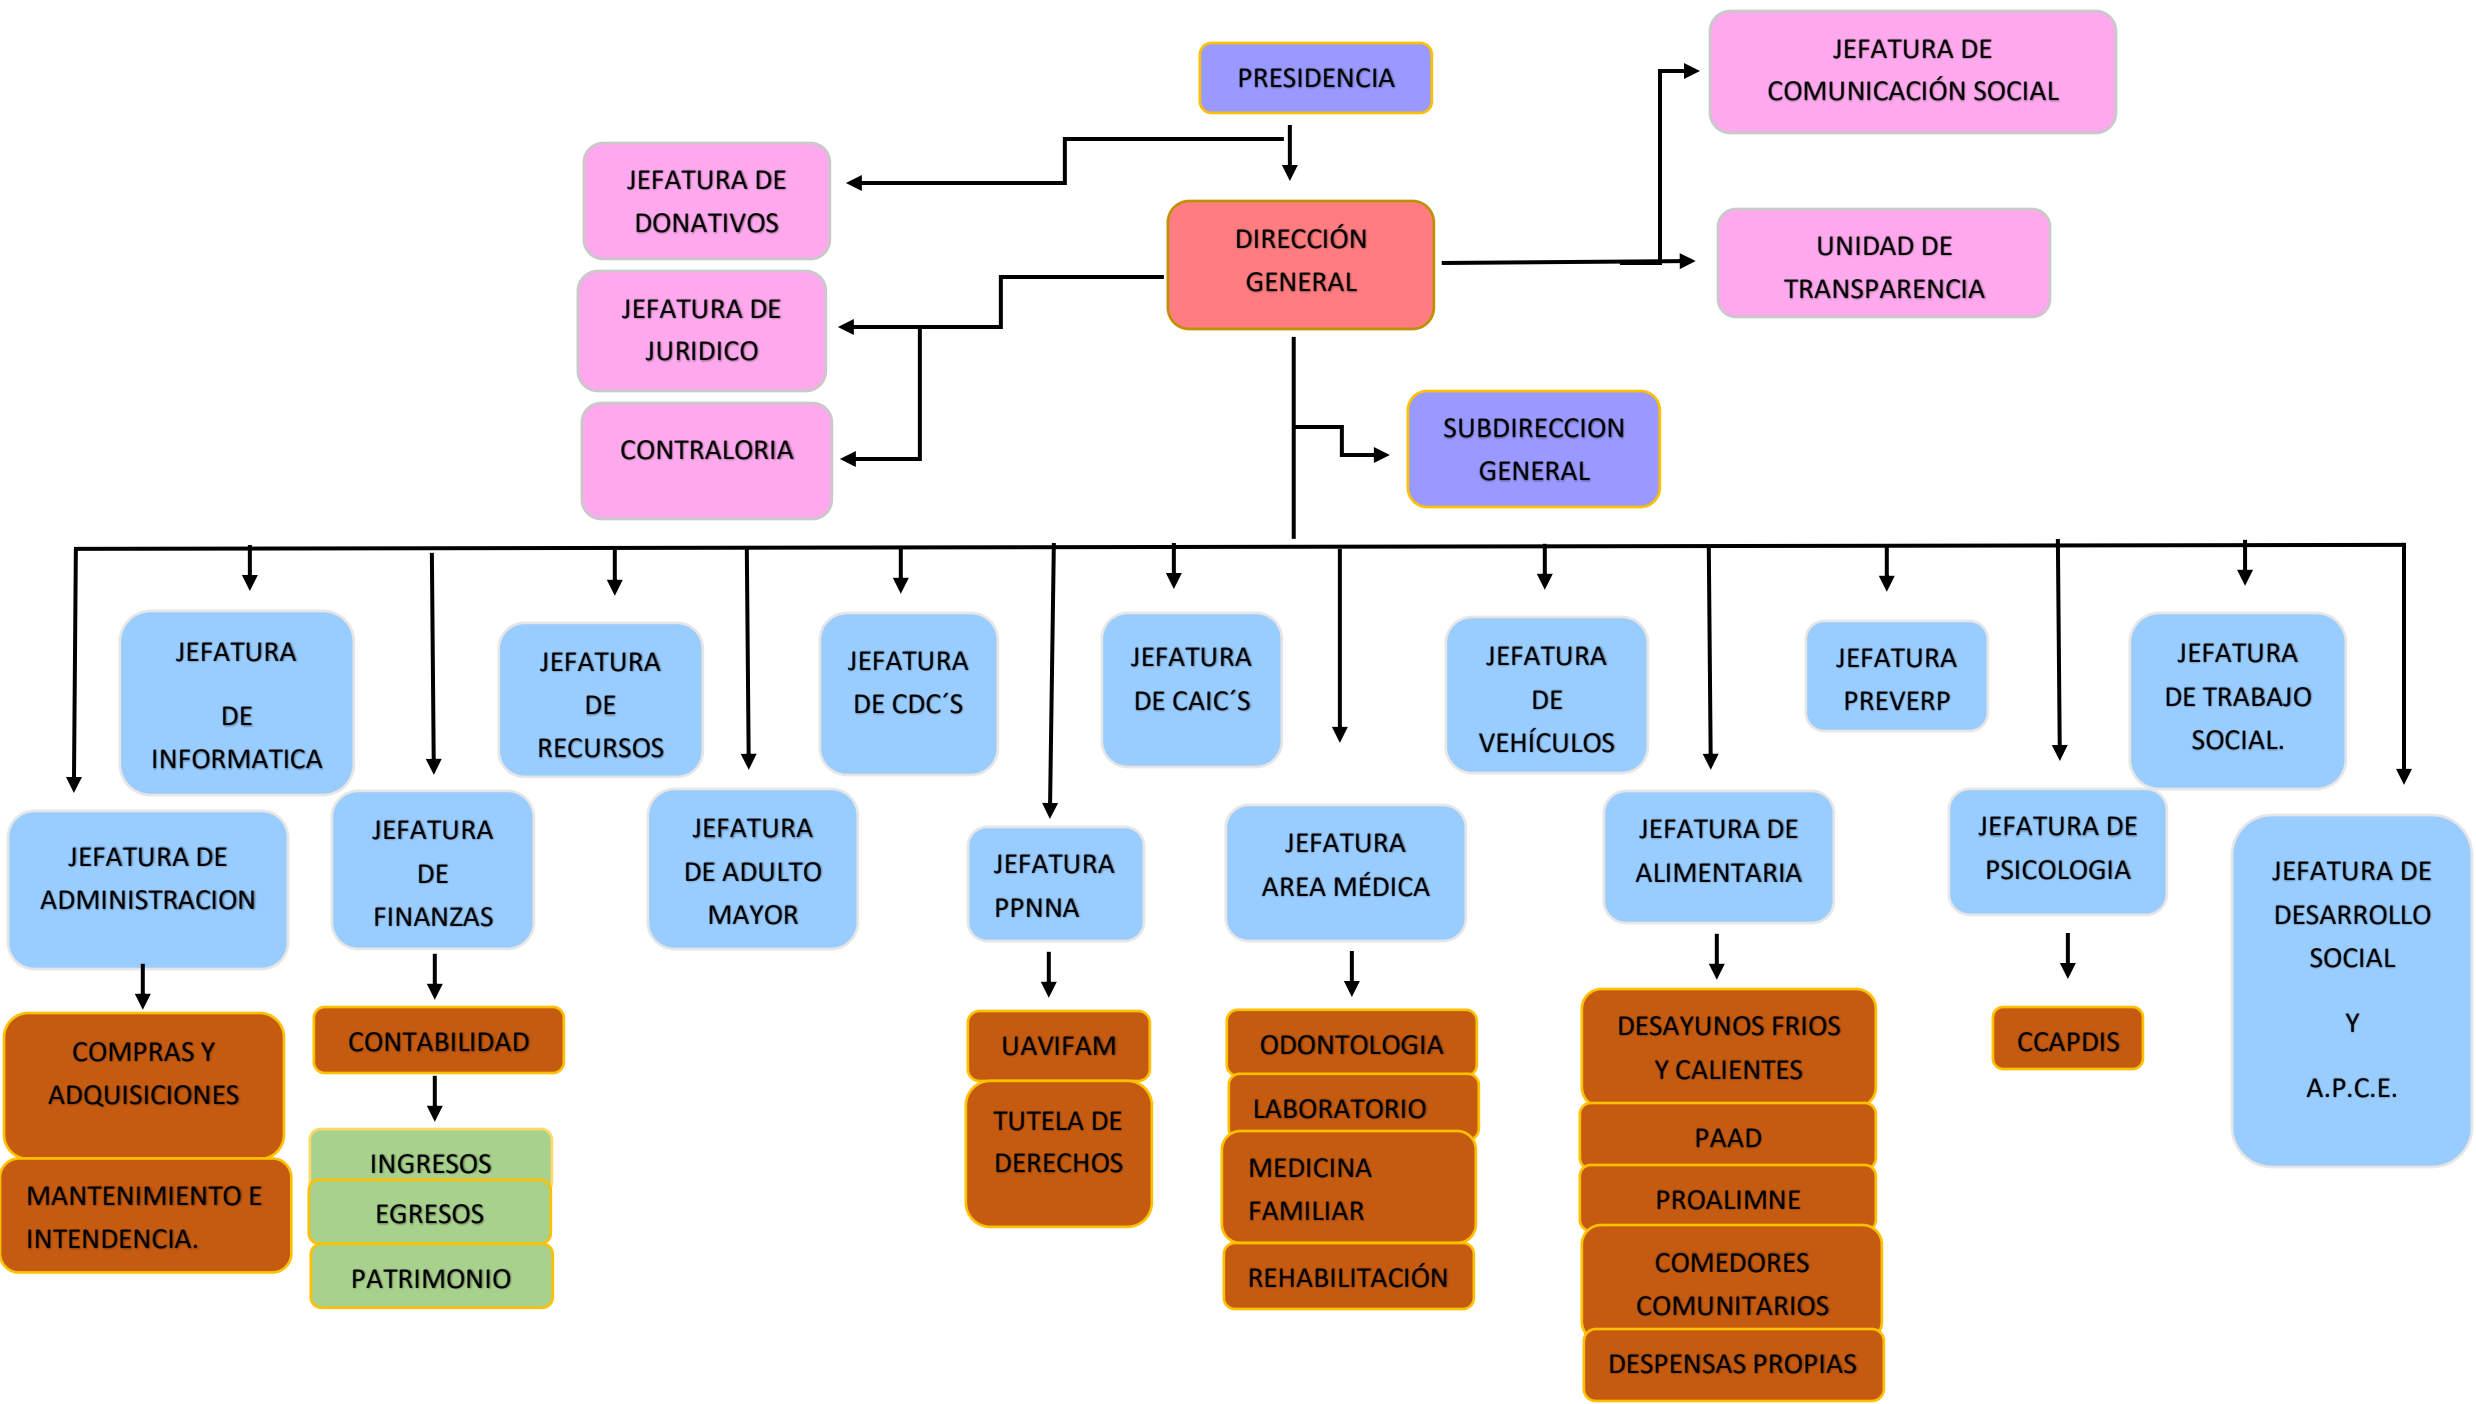 PRESIDENCIA
JEFATURA DE
COMUNICACIÓN SOCIAL
JEFATURA DE
DONATIVOS
DIRECCIÓN
GENERAL
UNIDAD DE
TRANSPARENCIA
JEFATURA DE
JURIDICO
CONTRALORIA
SUBDIRECCION
GENERAL
JEFATURA
DE
INFORMATICA
JEFATURA
DE
RECURSOS
JEFATURA
DE CDC´S
JEFATURA
DE CAIC´S
JEFATURA
DE
VEHÍCULOS
JEFATURA
PREVERP
JEFATURA
DE TRABAJO
SOCIAL.
JEFATURA DE
ADMINISTRACION
JEFATURA
DE
FINANZAS
JEFATURA
DE ADULTO
MAYOR
JEFATURA
PPNNA
JEFATURA
AREA MÉDICA
JEFATURA DE
ALIMENTARIA
JEFATURA DE
PSICOLOGIA
JEFATURA DE
DESARROLLO
SOCIAL
Y
A.P.C.E.
COMPRAS Y
ADQUISICIONES
MANTENIMIENTO E
INTENDENCIA.
CONTABILIDAD
INGRESOS
EGRESOS
PATRIMONIO
UAVIFAM
TUTELA DE
DERECHOS
ODONTOLOGIA
LABORATORIO
MEDICINA
FAMILIAR
REHABILITACIÓN
DESAYUNOS FRIOS
Y CALIENTES
PAAD
PROALIMNE
COMEDORES
COMUNITARIOS
DESPENSAS PROPIAS
CCAPDIS